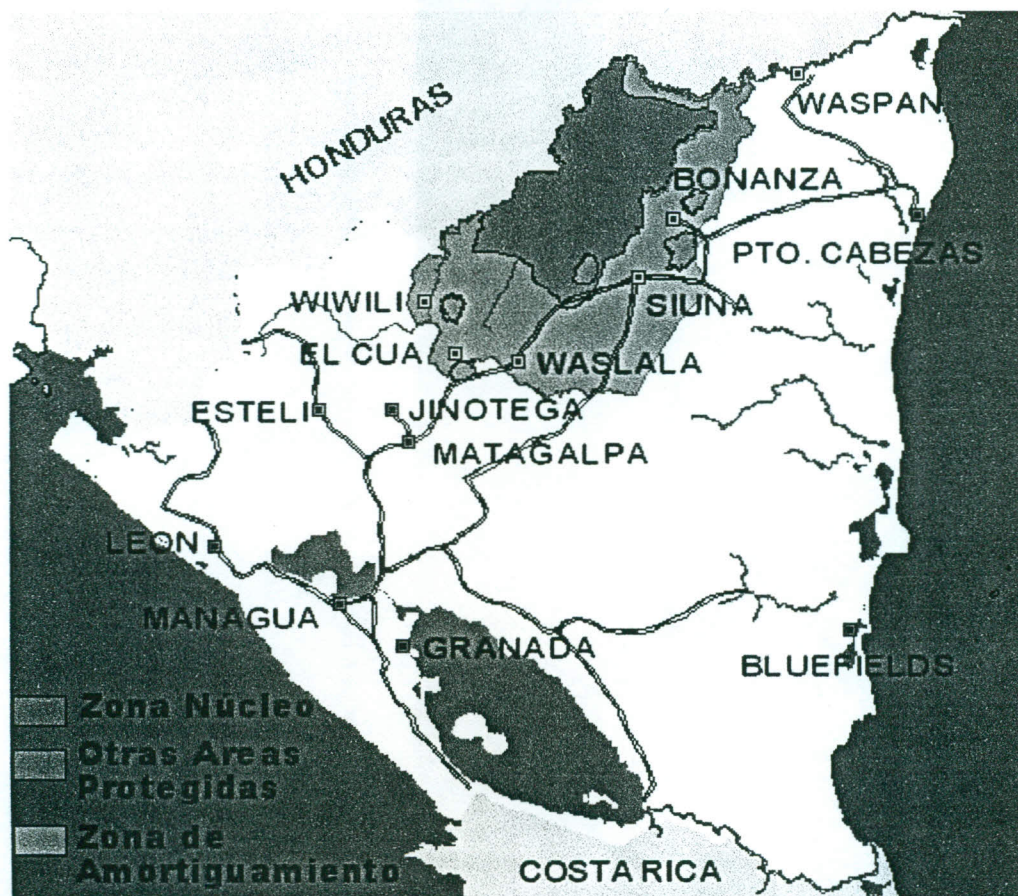 HONDURAS
WASPAN
BONANZA
PTO. CABEZAS
WIWILI
SIUNA
EL CUA
WASLALA
ESTELI
JINOTEGA
MATAGALPA
LEON
MANAGUA
GRANADA
BLUEFIELDS
Zona Núcleo
Otras Areas
Protegidas
Zona de
Amortiguamiento
COSTA RICA